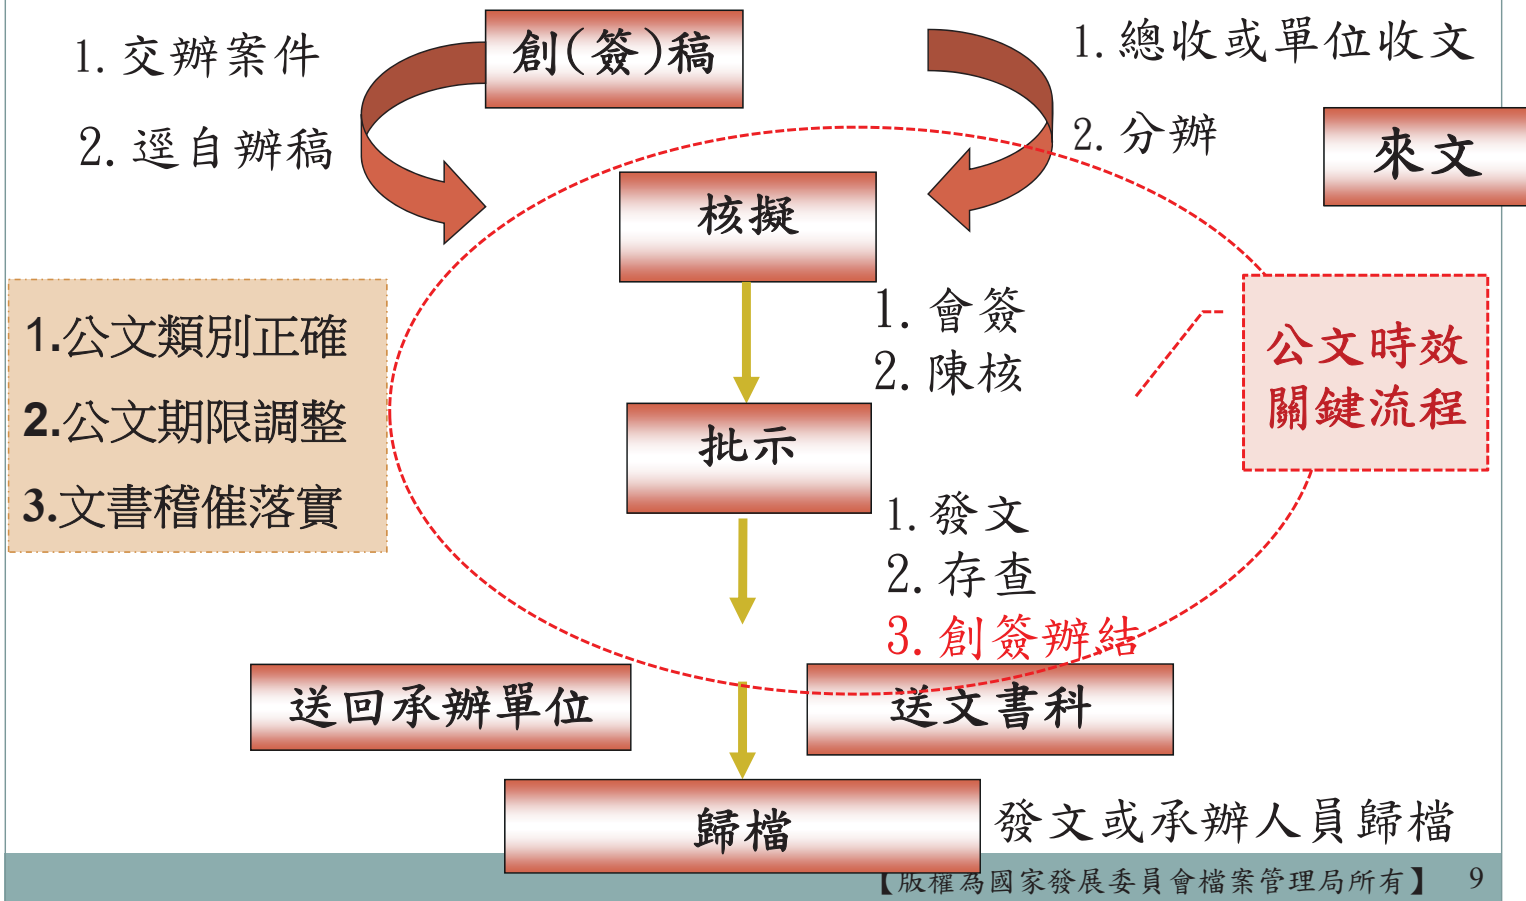 1. 交辦案件
2. 逕自辦稿
創(簽)稿
1. 總收或單位收文
2. 分辦
來文
核擬
1. 會簽
2. 陳核
1.公文類別正確
2.公文期限調整
3.文書稽催落實
公文時效
關鍵流程
批示
1. 發文
2. 存查
3. 創簽辦結
送回承辦單位
送文書科
歸檔
發文或承辦人員歸檔
【版權為國家發展委員會檔案管理局所有】 9